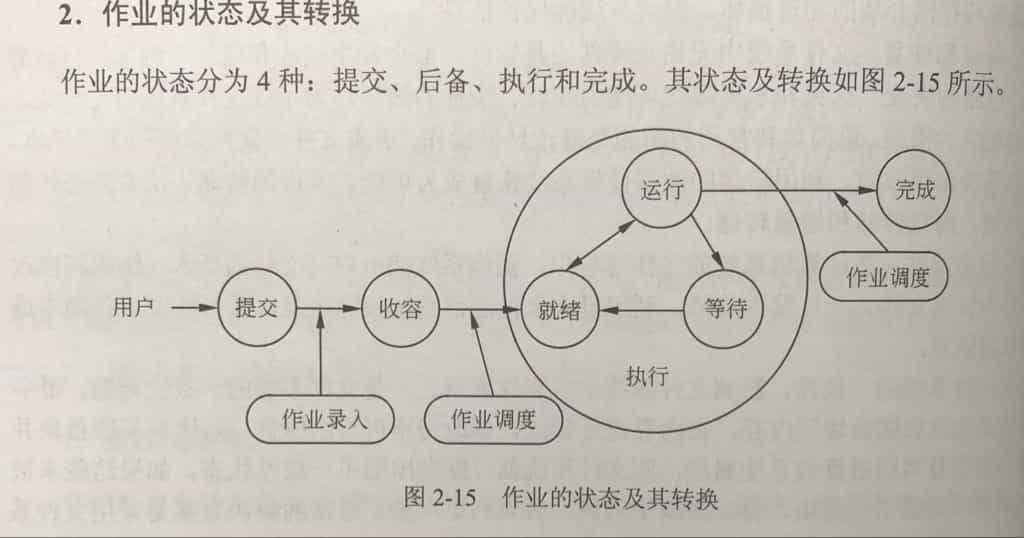 2. 作业的状态及其转换
作业的状态分为 4 种：提交、后备、执行和完成。其状态及转换如图 2-15 所示。
运行
完成
作业调度
用户
提交
收容
就绪
等待
执行
作业录入
作业调度
图 2-15 作业的状态及其转换